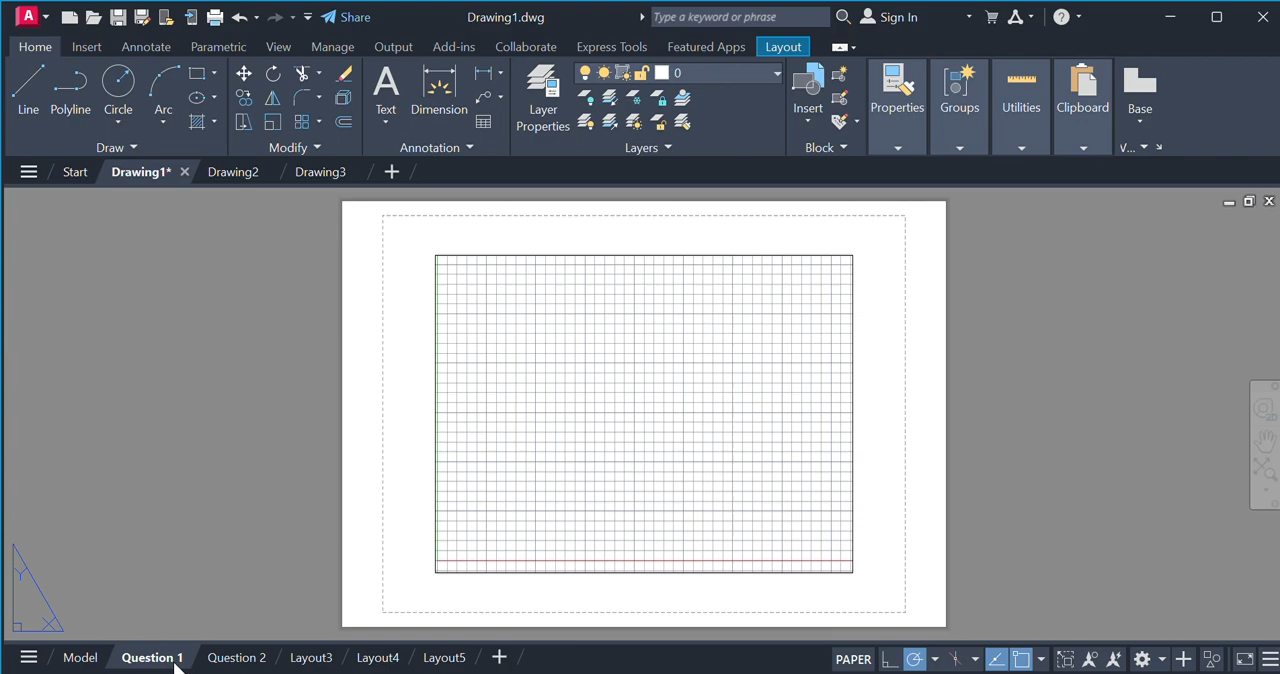 A Share Drawing1.dwg Type a keyword or phrase Sign In ?
Home Insert Annotate Parametric View Manage Output Add-ins Collaborate Express Tools Featured Apps Layout
0
Line Polyline Circle Arc A Text Dimension Layer Properties Insert Properties Groups Utilities Clipboard Base
Draw Modify Annotation Layers Block V...
Start Drawing1* Drawing2 Drawing3
2D
Y
X
Model Question 1 Question 2 Layout3 Layout4 Layout5 PAPER